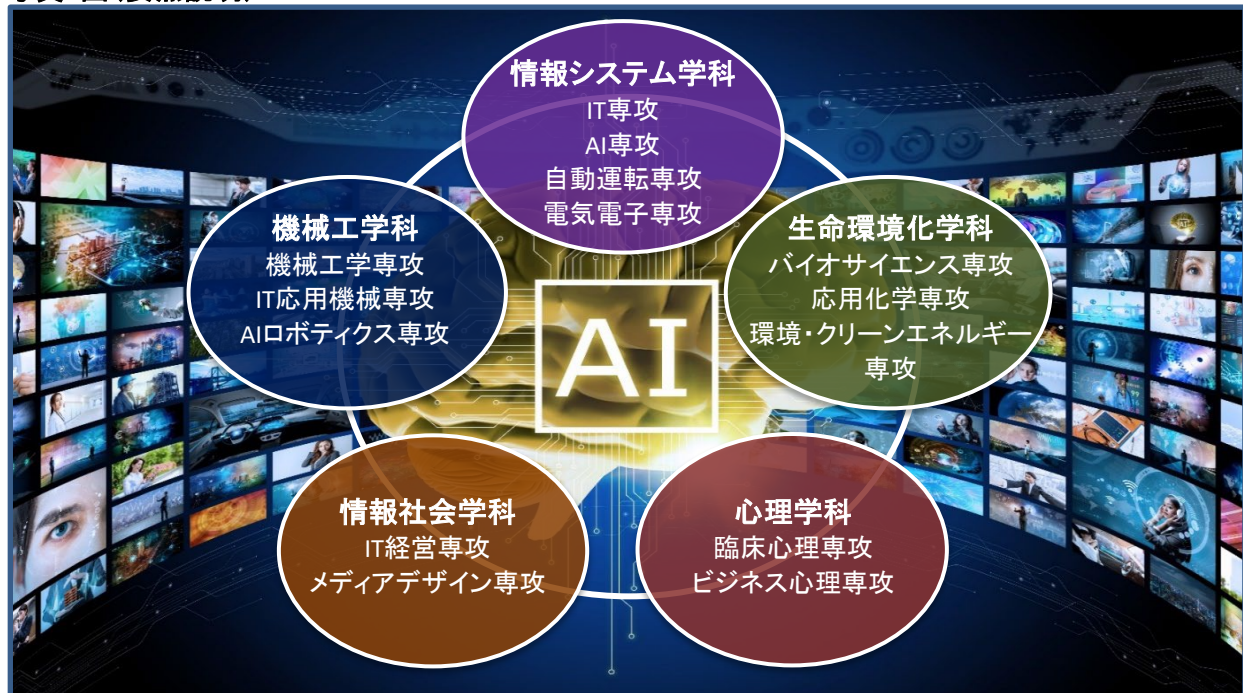 情報システム学科
IT専攻
AI専攻
自動運転専攻
電気電子専攻
機械工学科
機械工学専攻
IT応用機械専攻
AIロボティクス専攻
生命環境化学科
バイオサイエンス専攻
応用化学専攻
環境・クリーンエネルギー
専攻
AI
情報社会学科
IT経営専攻
メディアデザイン専攻
心理学科
臨床心理専攻
ビジネス心理専攻